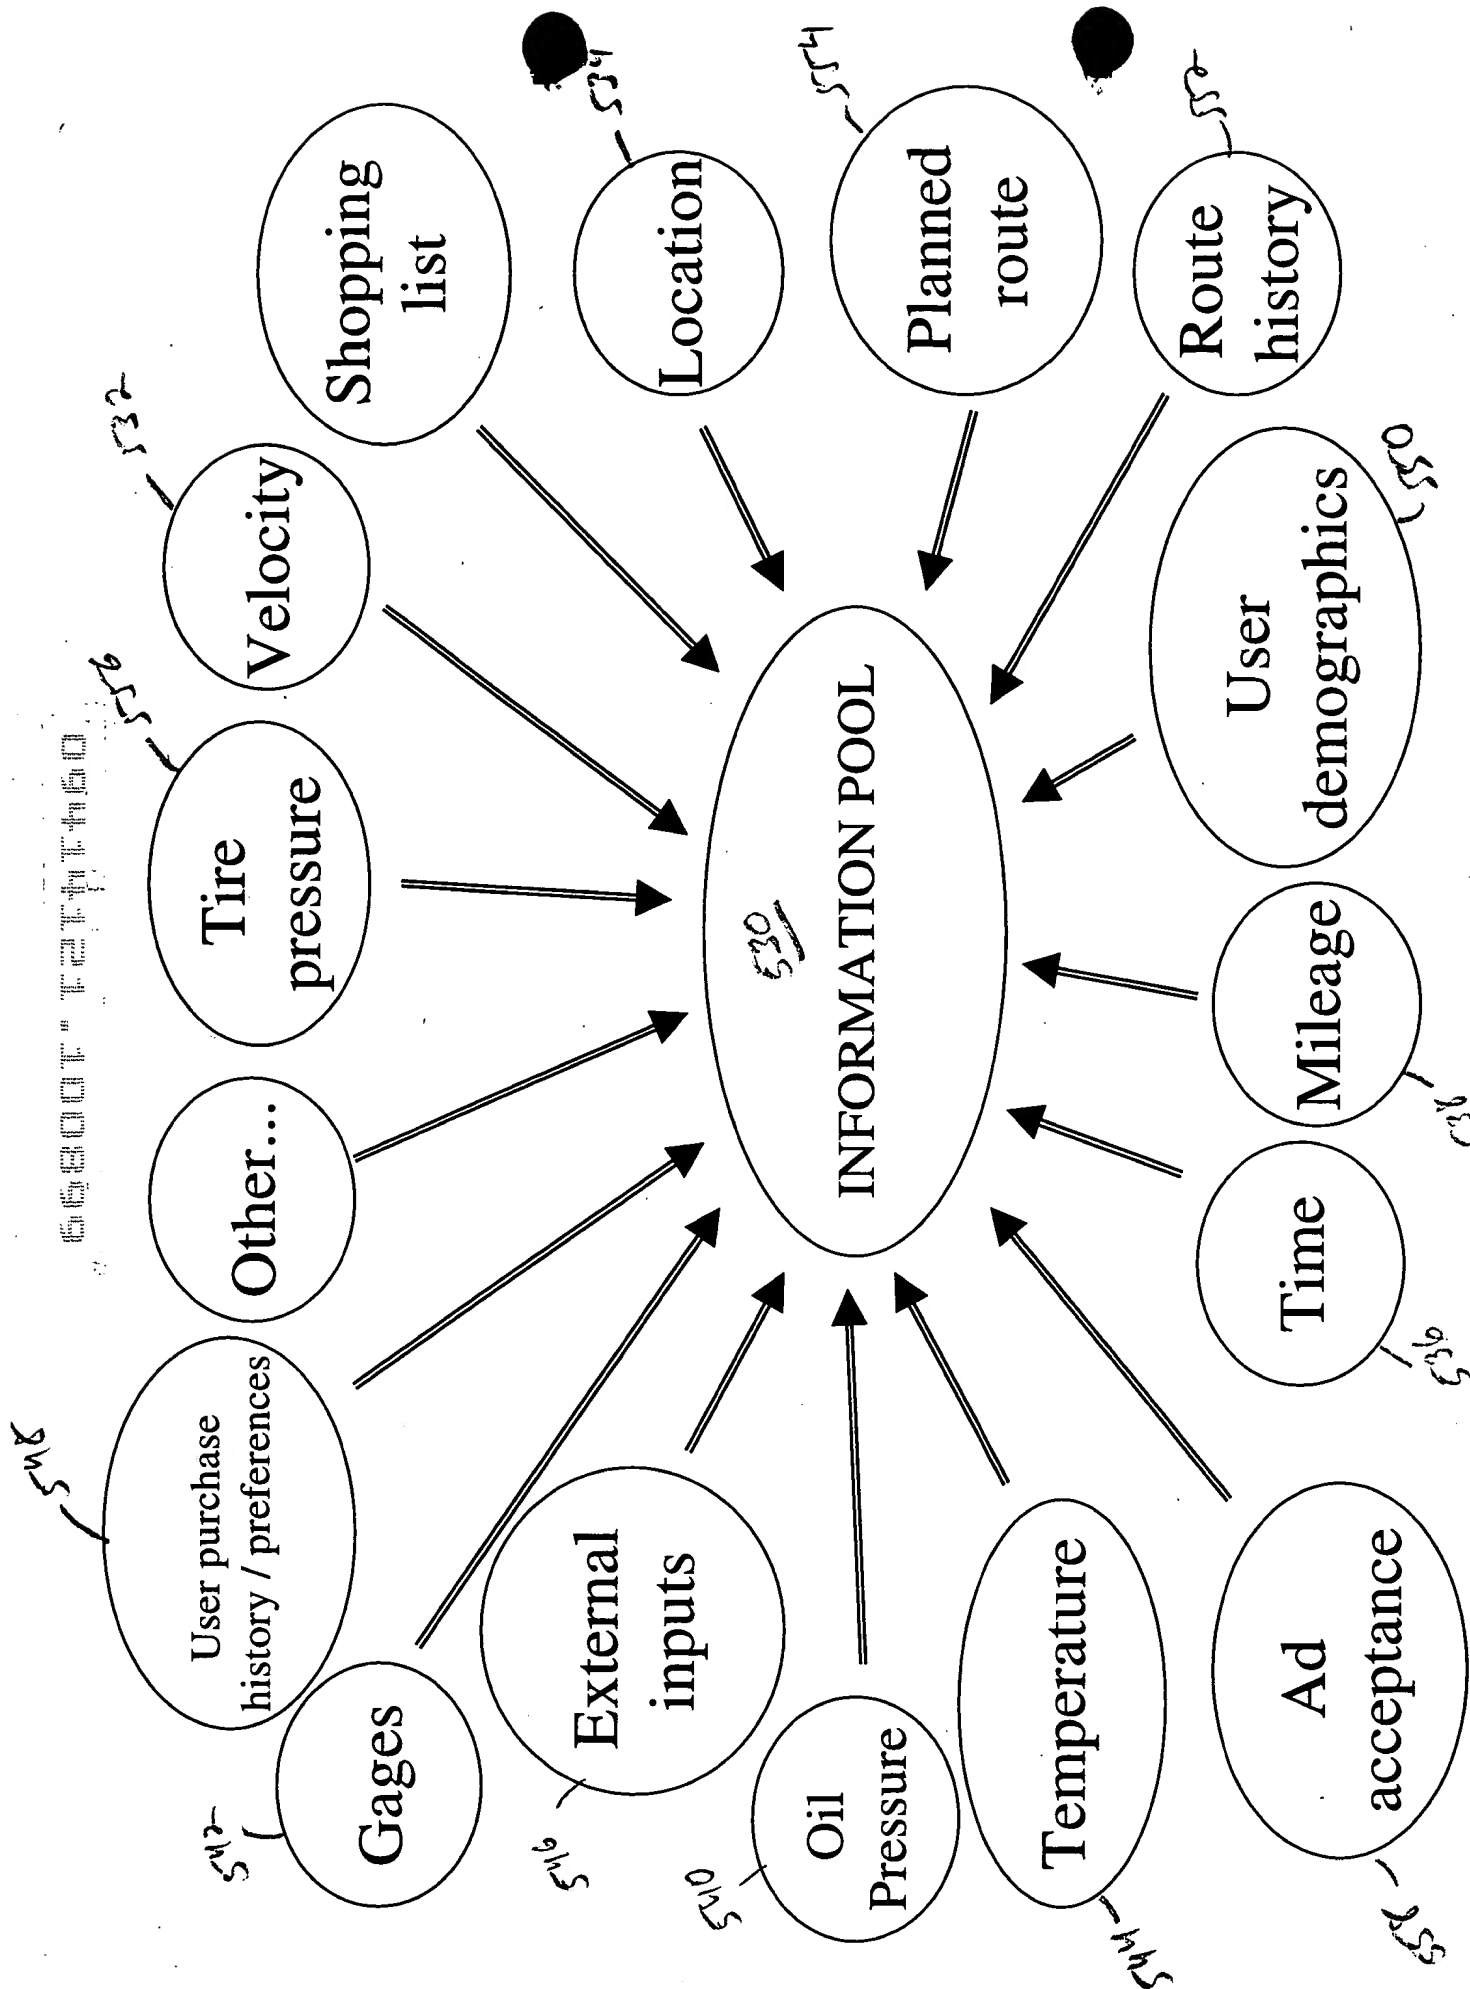 548
User purchase
history / preferences
Other...
Tire
pressure
556
Velocity
532
542
Gages
Shopping
list
External
inputs
546
534
Location
530
INFORMATION POOL
Oil
Pressure
540
554
Planned
route
Temperature
544
552
Route
history
Ad
acceptance
558
Time
536
Mileage
538
User
demographics
550